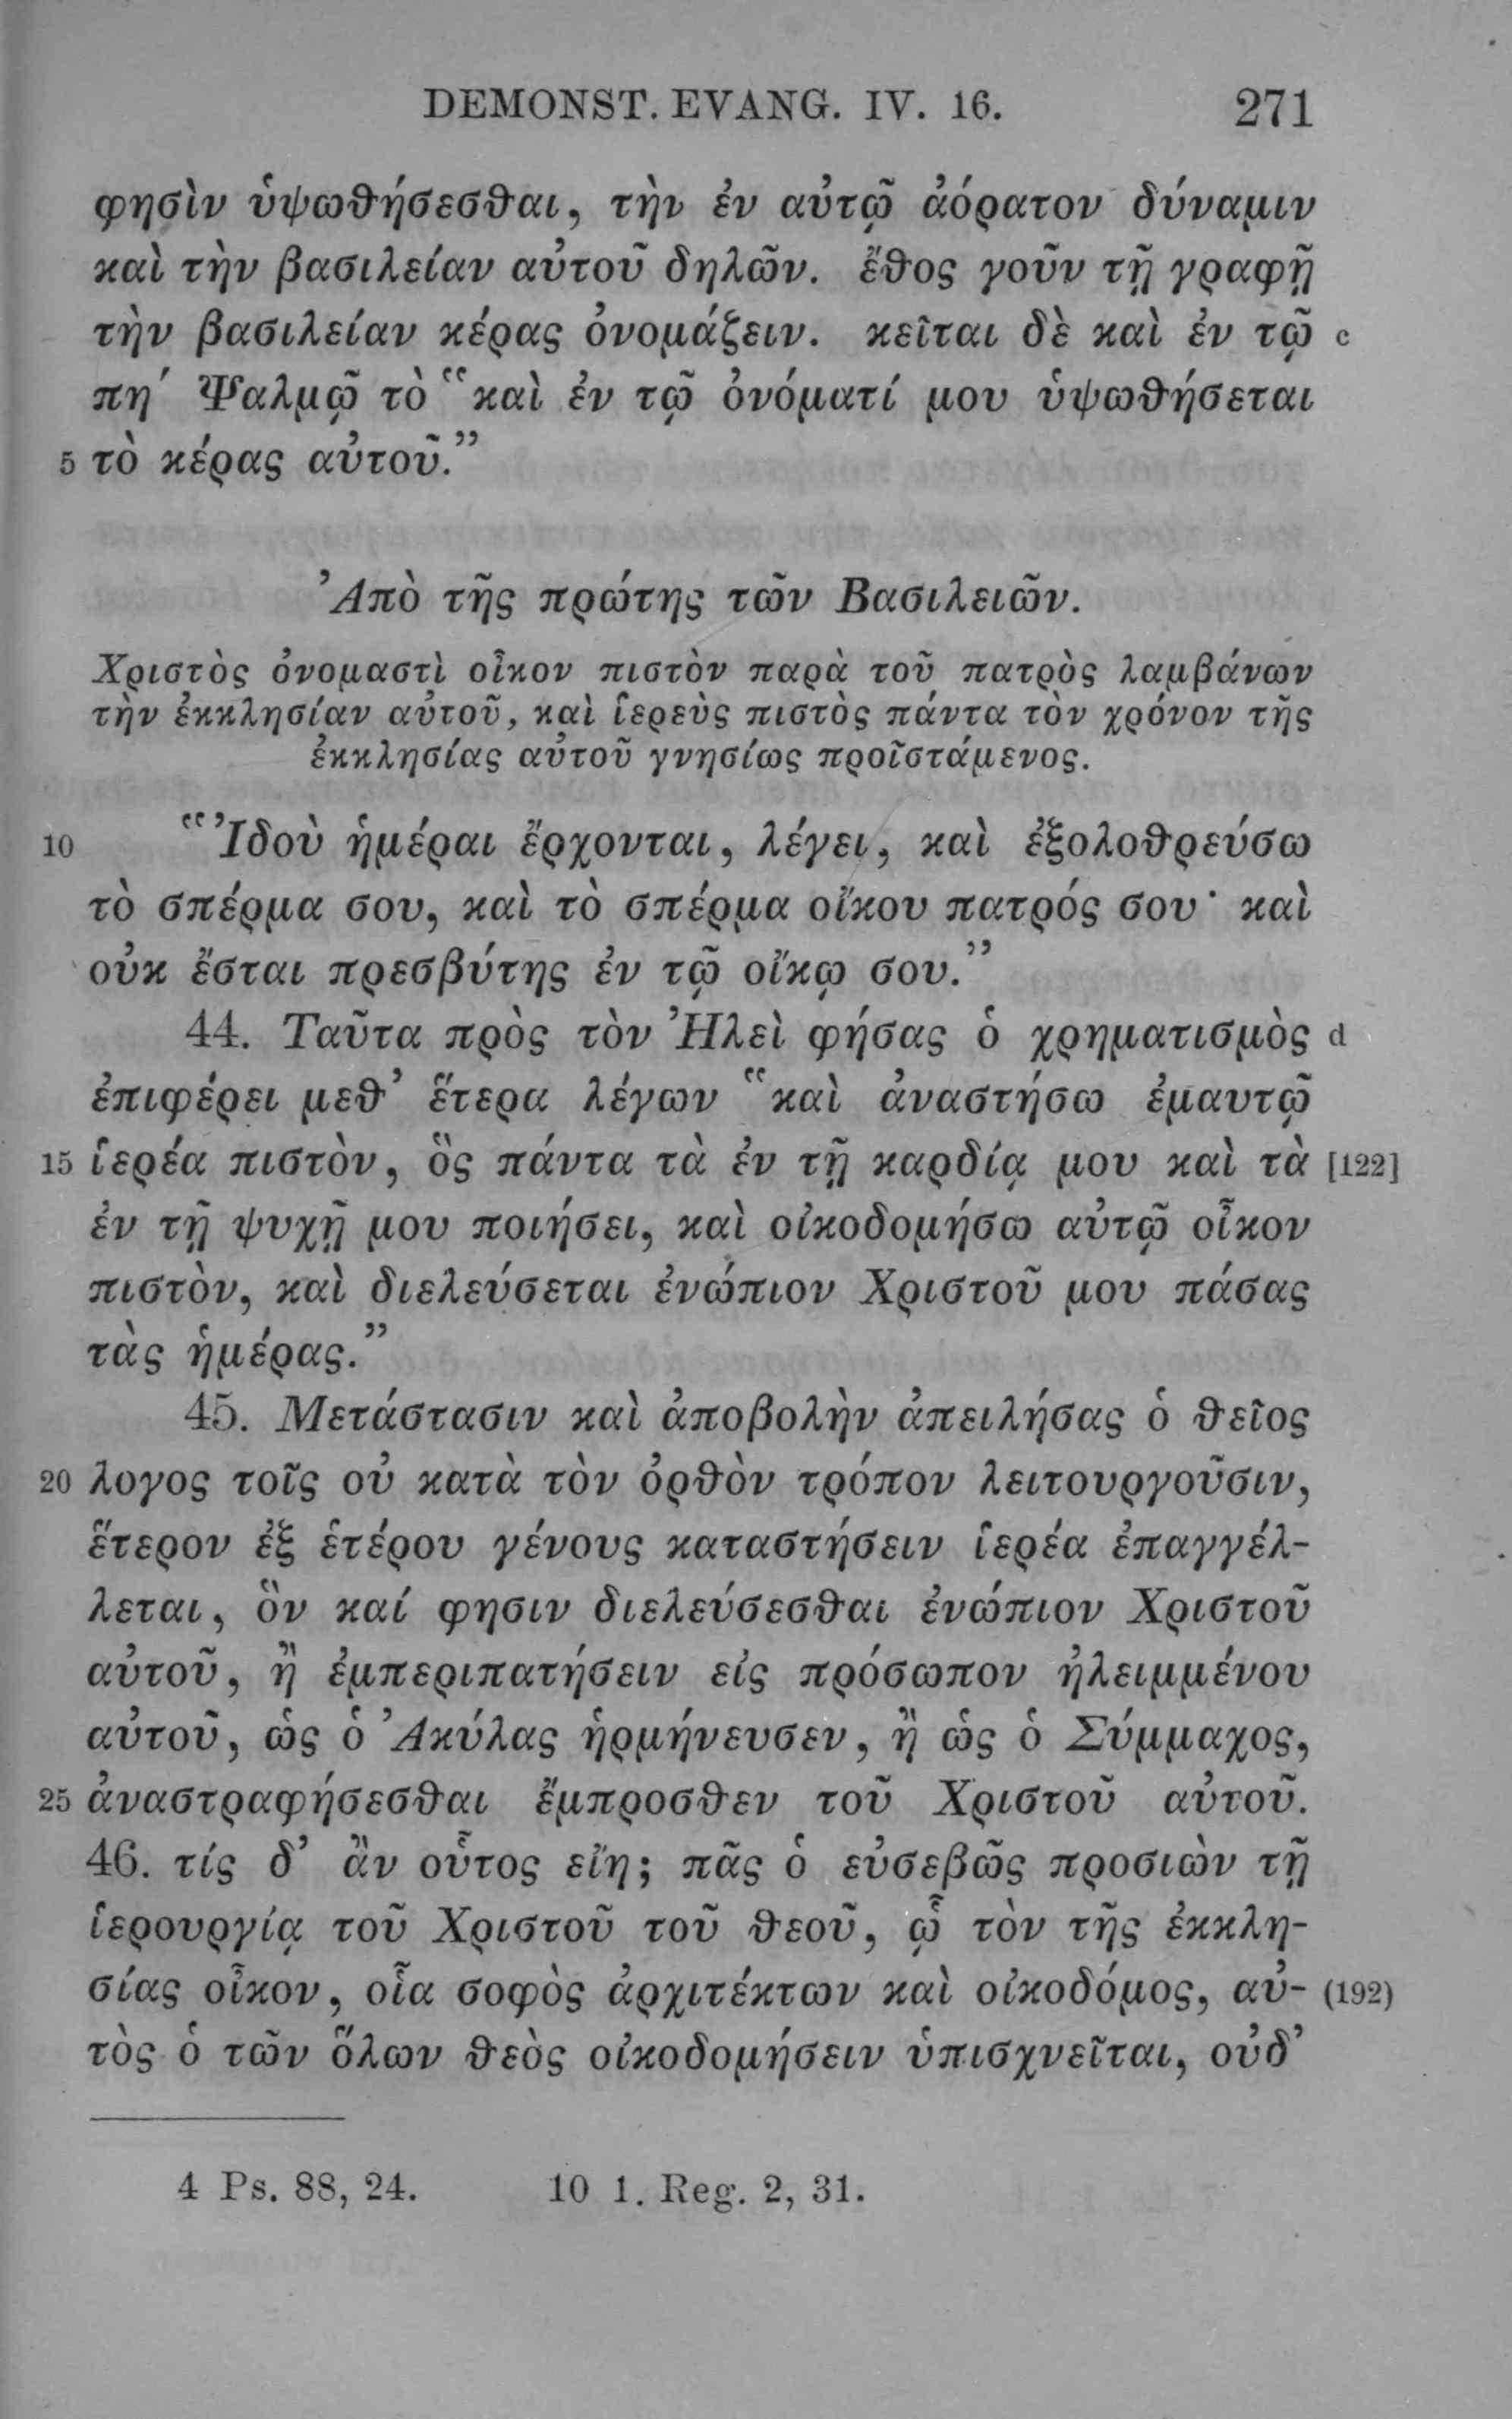 DEMONST. EVANG. IV. 16. 271
φησὶν ὑψωθήσεσθαι, τὴν ἐν αὐτῷ ἀόρατον δύναμιν
καὶ τὴν βασιλείαν αὐτοῦ δηλῶν. ἔθος γοῦν τῇ γραφῇ
τὴν βασιλείαν κέρας ὀνομάζειν. κεῖται δὲ καὶ ἐν τῷ c
πη′ Ψαλμῷ τὸ “καὶ ἐν τῷ ὀνόματί μου ὑψωθήσεται
5 τὸ κέρας αὐτοῦ.”
Ἀπὸ τῆς πρώτης τῶν Βασιλειῶν.
Χριστὸς ὀνομαστὶ οἶκον πιστὸν παρὰ τοῦ πατρὸς λαμβάνων
τὴν ἐκκλησίαν αὐτοῦ, καὶ ἱερεὺς πιστὸς πάντα τὸν χρόνον τῆς
ἐκκλησίας αὐτοῦ γνησίως προϊστάμενος.
10 “Ἰδοὺ ἡμέραι ἔρχονται, λέγει, καὶ ἐξολοθρεύσω
τὸ σπέρμα σου, καὶ τὸ σπέρμα οἴκου πατρός σου· καὶ
οὐκ ἔσται πρεσβύτης ἐν τῷ οἴκῳ σου.”
44. Ταῦτα πρὸς τὸν Ἠλεὶ φήσας ὁ χρηματισμὸς d
ἐπιφέρει μεθ’ ἕτερα λέγων “καὶ ἀναστήσω ἐμαυτῷ
15 ἱερέα πιστὸν, ὃς πάντα τὰ ἐν τῇ καρδίᾳ μου καὶ τὰ [122]
ἐν τῇ ψυχῇ μου ποιήσει, καὶ οἰκοδομήσω αὐτῷ οἶκον
πιστὸν, καὶ διελεύσεται ἐνώπιον Χριστοῦ μου πάσας
τὰς ἡμέρας.”
45. Μετάστασιν καὶ ἀποβολὴν ἀπειλήσας ὁ θεῖος
20 λογος τοῖς οὐ κατὰ τὸν ὀρθὸν τρόπον λειτουργοῦσιν,
ἕτερον ἐξ ἑτέρου γένους καταστήσειν ἱερέα ἐπαγγέλ-
λεται, ὃν καί φησιν διελεύσεσθαι ἐνώπιον Χριστοῦ
αὐτοῦ, ἢ ἐμπεριπατήσειν εἰς πρόσωπον ἠλειμμένου
αὐτοῦ, ὡς ὁ Ἀκύλας ἡρμήνευσεν, ἢ ὡς ὁ Σύμμαχος,
25 ἀναστραφήσεσθαι ἔμπροσθεν τοῦ Χριστοῦ αὐτοῦ.
46. τίς δ’ ἂν οὗτος εἴη; πᾶς ὁ εὐσεβῶς προσιὼν τῇ
ἱερουργίᾳ τοῦ Χριστοῦ τοῦ θεοῦ, ᾧ τὸν τῆς ἐκκλη-
σίας οἶκον, οἷα σοφὸς ἀρχιτέκτων καὶ οἰκοδόμος, αὐ- (192)
τὸς ὁ τῶν ὅλων θεὸς οἰκοδομήσειν ὑπισχνεῖται, οὐδ’
4 Ps. 88, 24. 10 1. Reg. 2, 31.